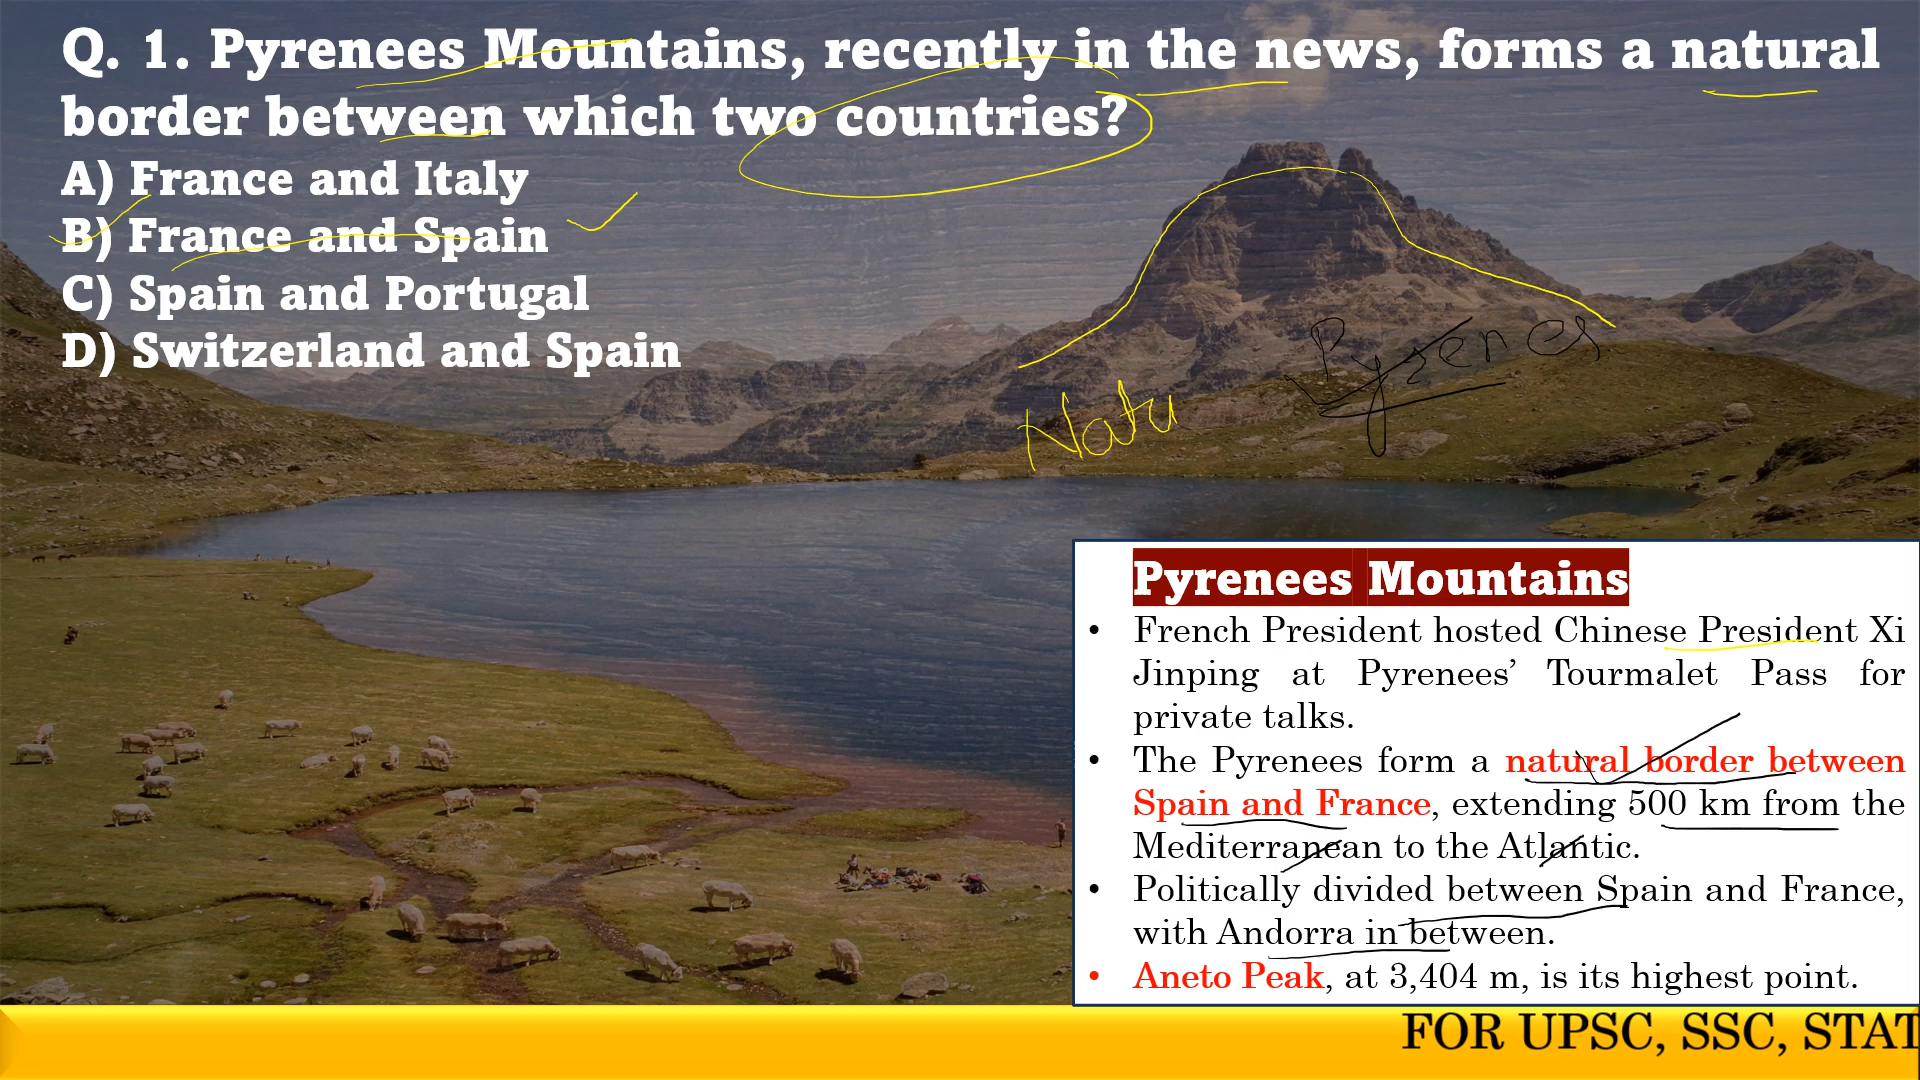 Q. 1. Pyrenees Mountains, recently in the news, forms a natural
border between which two countries?
A) France and Italy
B) France and Spain
C) Spain and Portugal
D) Switzerland and Spain
Pyrenes
Natu
Pyrenees Mountains
• French President hosted Chinese President Xi
Jinping at Pyrenees’ Tourmalet Pass for
private talks.
• The Pyrenees form a natural border between
Spain and France, extending 500 km from the
Mediterranean to the Atlantic.
• Politically divided between Spain and France,
with Andorra in between.
• Aneto Peak, at 3,404 m, is its highest point.
FOR UPSC, SSC, STAT